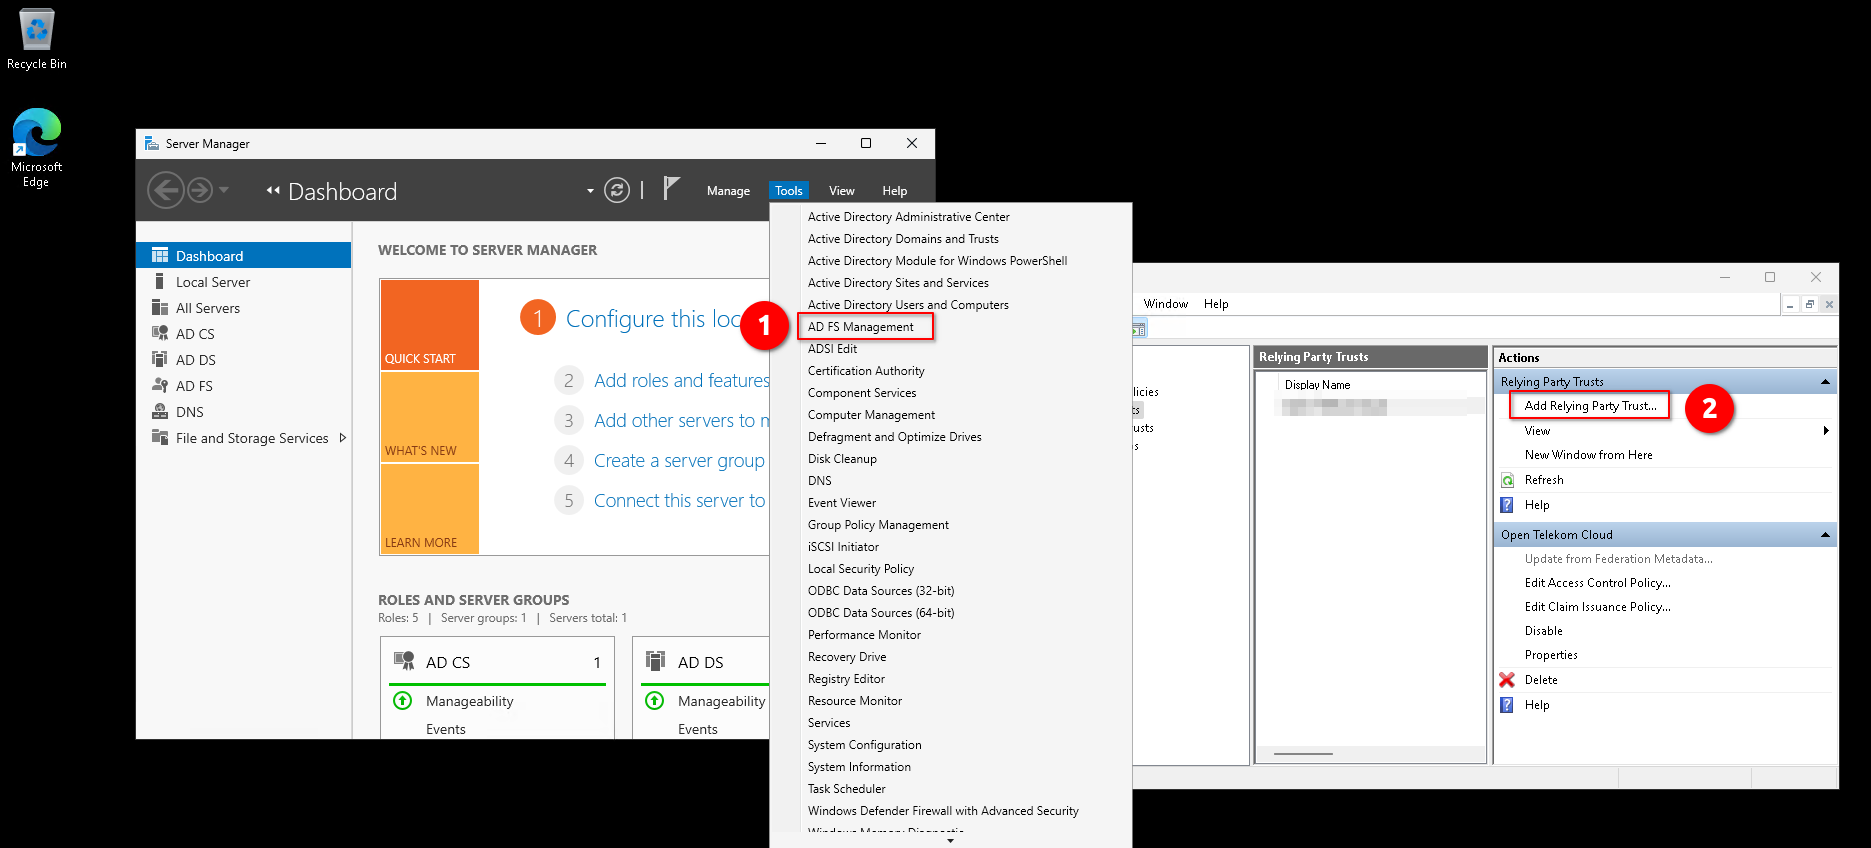 Recycle Bin
Microsoft
Edge
Server Manager
Dashboard
Manage
Tools
View
Help
Dashboard
Local Server
All Servers
AD CS
AD DS
AD FS
DNS
File and Storage Services
WELCOME TO SERVER MANAGER
QUICK START
WHAT'S NEW
LEARN MORE
1 Configure this loc
2 Add roles and features
3 Add other servers to m
4 Create a server group
5 Connect this server to
ROLES AND SERVER GROUPS
Roles: 5 | Server groups: 1 | Servers total: 1
AD CS 1
Manageability
Events
AD DS
Manageability
Events
Active Directory Administrative Center
Active Directory Domains and Trusts
Active Directory Module for Windows PowerShell
Active Directory Sites and Services
Active Directory Users and Computers
1
AD FS Management
ADSI Edit
Certification Authority
Component Services
Computer Management
Defragment and Optimize Drives
Disk Cleanup
DNS
Event Viewer
Group Policy Management
iSCSI Initiator
Local Security Policy
ODBC Data Sources (32-bit)
ODBC Data Sources (64-bit)
Performance Monitor
Recovery Drive
Registry Editor
Resource Monitor
Services
System Configuration
System Information
Task Scheduler
Windows Defender Firewall with Advanced Security
Windows Memory Diagnostic
Window
Help
licies
ts
usts
s
Relying Party Trusts
Display Name
Actions
Relying Party Trusts
Add Relying Party Trust...
2
View
New Window from Here
Refresh
Help
Open Telekom Cloud
Update from Federation Metadata...
Edit Access Control Policy...
Edit Claim Issuance Policy...
Disable
Properties
Delete
Help